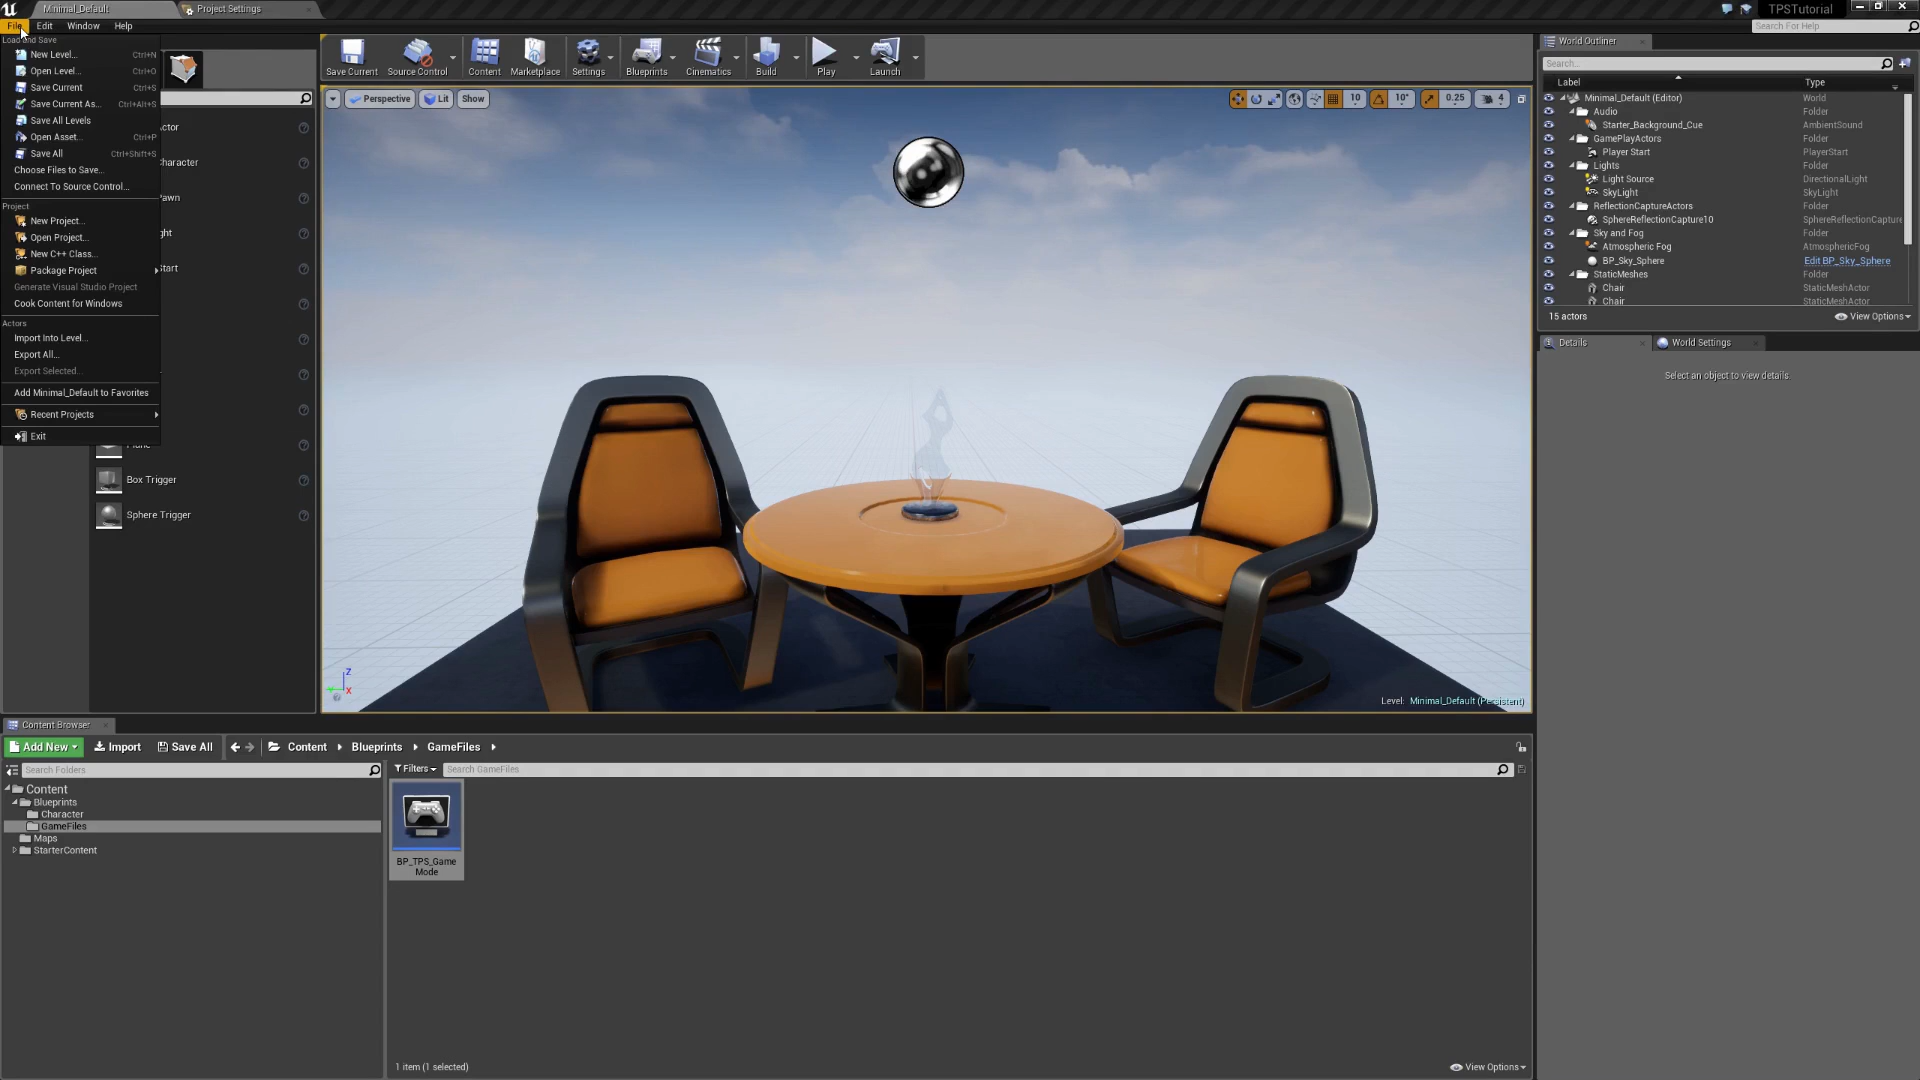 Minimal_Default
Project Settings
TPSTutorial
File Edit Window Help
Search For Help
Load and Save
New Level... Ctrl+N
Open Level... Ctrl+O
Save Current Ctrl+S
Save Current As... Ctrl+Alt+S
Save All Levels
Open Asset... Ctrl+P
Save All Ctrl+Shift+S
Choose Files to Save...
Connect To Source Control...
Project
New Project...
Open Project...
New C++ Class...
Package Project
Generate Visual Studio Project
Cook Content for Windows
Actors
Import Into Level...
Export All...
Export Selected...
Add Minimal_Default to Favorites
Recent Projects
Exit
Box Trigger
Sphere Trigger
Save Current Source Control Content Marketplace Settings Blueprints Cinematics Build Play Launch
Perspective Lit Show
10 10° 0.25 4
Level: Minimal_Default (Persistent)
World Outliner
Search...
Label Type
Minimal_Default (Editor) World
Audio Folder
Starter_Background_Cue AmbientSound
GamePlayActors Folder
Player Start PlayerStart
Lights Folder
Light Source DirectionalLight
SkyLight SkyLight
ReflectionCaptureActors Folder
SphereReflectionCapture10 SphereReflectionCapture
Sky and Fog Folder
Atmospheric Fog AtmosphericFog
BP_Sky_Sphere Edit BP_Sky_Sphere
StaticMeshes Folder
Chair StaticMeshActor
Chair StaticMeshActor
15 actors View Options
Details World Settings
Select an object to view details.
Content Browser
Add New Import Save All Content Blueprints GameFiles
Search Folders
Filters Search GameFiles
Content
Blueprints
Character
GameFiles
Maps
StarterContent
BP_TPS_Game
Mode
1 item (1 selected) View Options